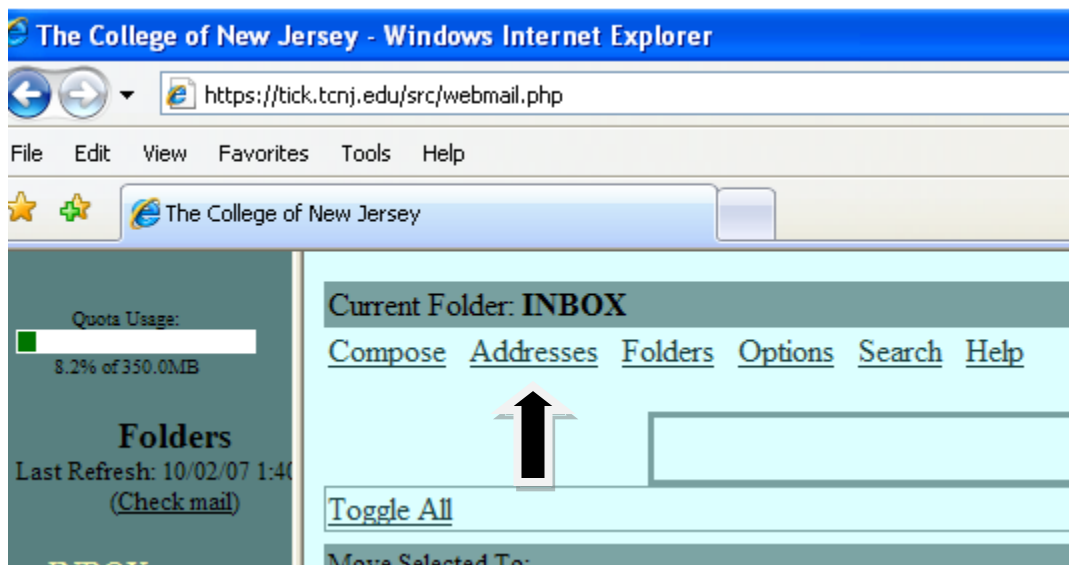 The College of New Jersey - Windows Internet Explorer
https://tick.tcnj.edu/src/webmail.php
File Edit View Favorites Tools Help
The College of New Jersey
Quota Usage:
8.2% of 350.0MB
Folders
Last Refresh: 10/02/07 1:40
(Check mail)
INBOX
Current Folder: INBOX
Compose Addresses Folders Options Search Help
Toggle All
Move Selected To: